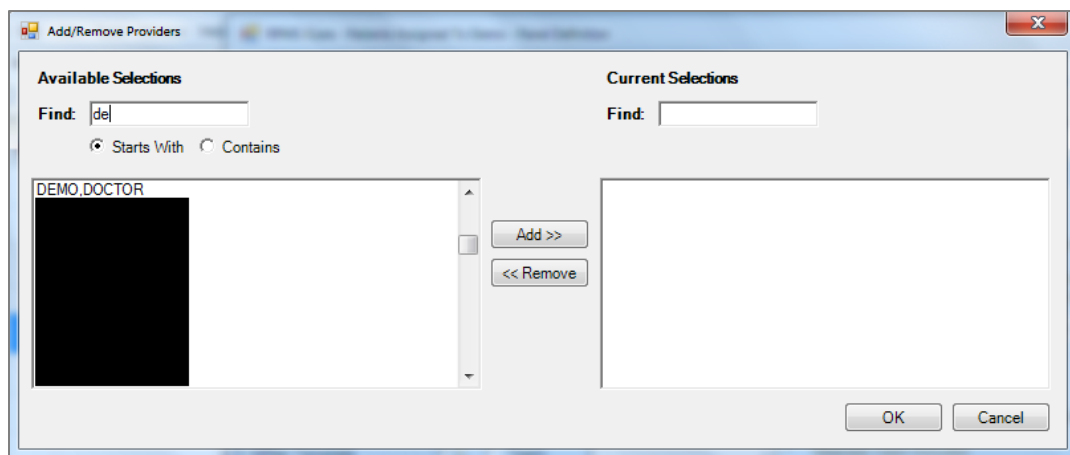 Add/Remove Providers
Available Selections
Current Selections
Find: de
Find:
Starts With Contains
DEMO,DOCTOR
Add >>
<< Remove
OK Cancel